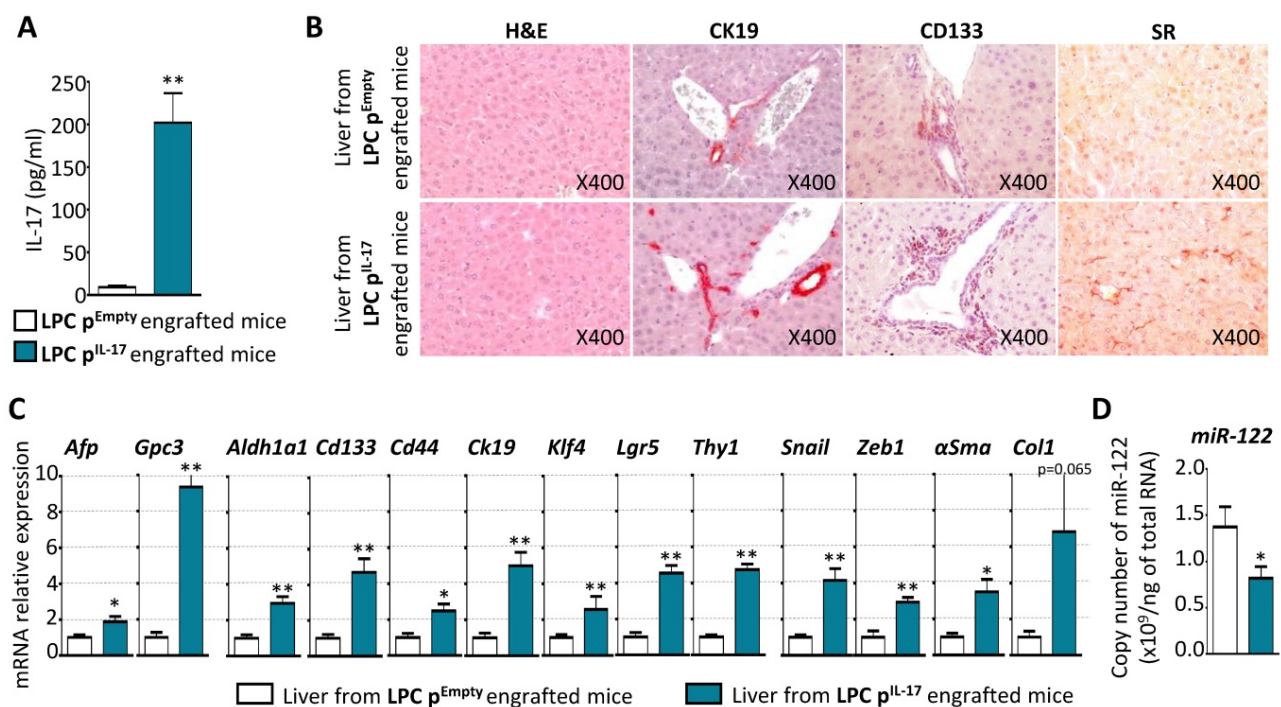 A
IL-17 (pg/ml)
250
200
150
100
50
0
**
LPC pEmpty engrafted mice
LPC pIL-17 engrafted mice
B
H&E CK19 CD133 SR
Liver from
LPC pEmpty
engrafted mice
X400 X400 X400 X400
Liver from
LPC pIL-17
engrafted mice
X400 X400 X400 X400
C
Afp Gpc3 Aldh1a1 Cd133 Cd44 Ck19 Klf4 Lgr5 Thy1 Snail Zeb1 αSma Col1
mRNA relative expression
10
8
6
4
2
0
* ** ** ** * ** ** ** ** ** ** * p=0.065
Liver from LPC pEmpty engrafted mice Liver from LPC pIL-17 engrafted mice
D
miR-122
Copy number of miR-122
(x10⁹/ng of total RNA)
2.0
1.5
1.0
0.5
0.0
*